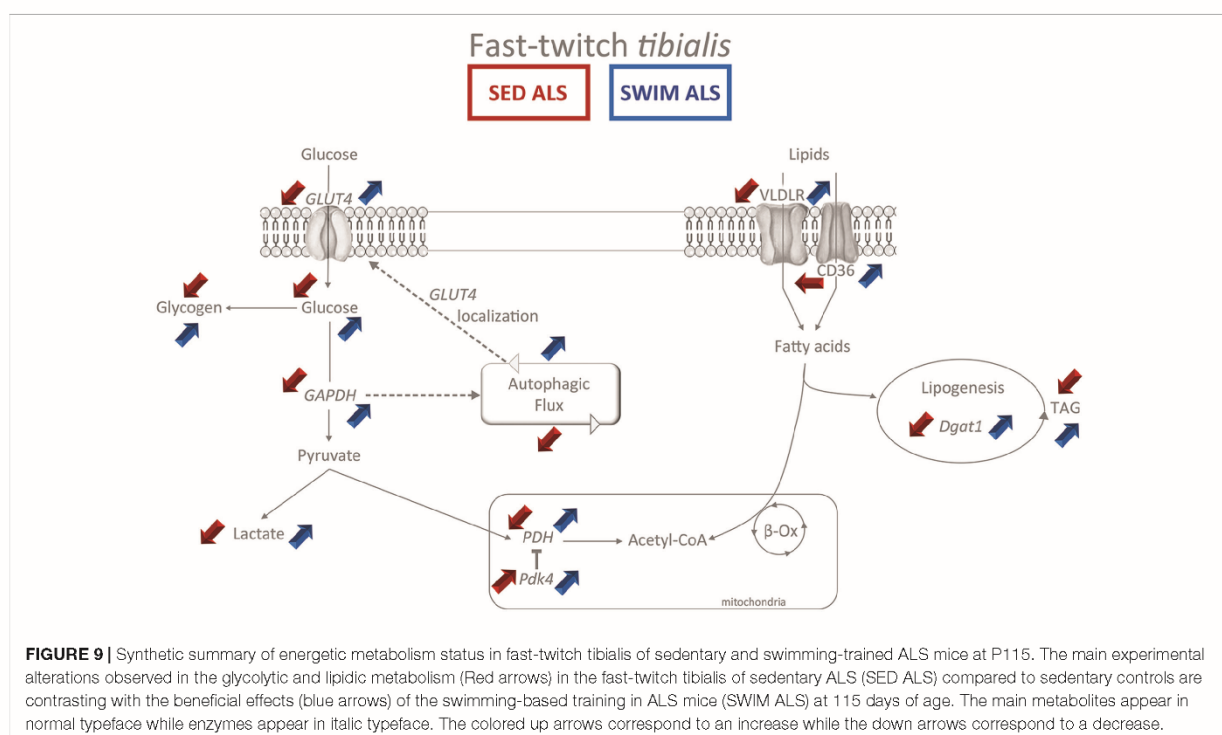 Fast-twitch tibialis
SED ALS
SWIM ALS
Glucose
Lipids
GLUT4
VLDLR
CD36
Glycogen
Glucose
GLUT4
localization
Fatty acids
GAPDH
Autophagic
Flux
Lipogenesis
Dgat1
TAG
Pyruvate
Lactate
PDH
Acetyl-CoA
β-Ox
Pdk4
mitochondria
FIGURE 9 | Synthetic summary of energetic metabolism status in fast-twitch tibialis of sedentary and swimming-trained ALS mice at P115. The main experimental
alterations observed in the glycolytic and lipidic metabolism (Red arrows) in the fast-twitch tibialis of sedentary ALS (SED ALS) compared to sedentary controls are
contrasting with the beneficial effects (blue arrows) of the swimming-based training in ALS mice (SWIM ALS) at 115 days of age. The main metabolites appear in
normal typeface while enzymes appear in italic typeface. The colored up arrows correspond to an increase while the down arrows correspond to a decrease.